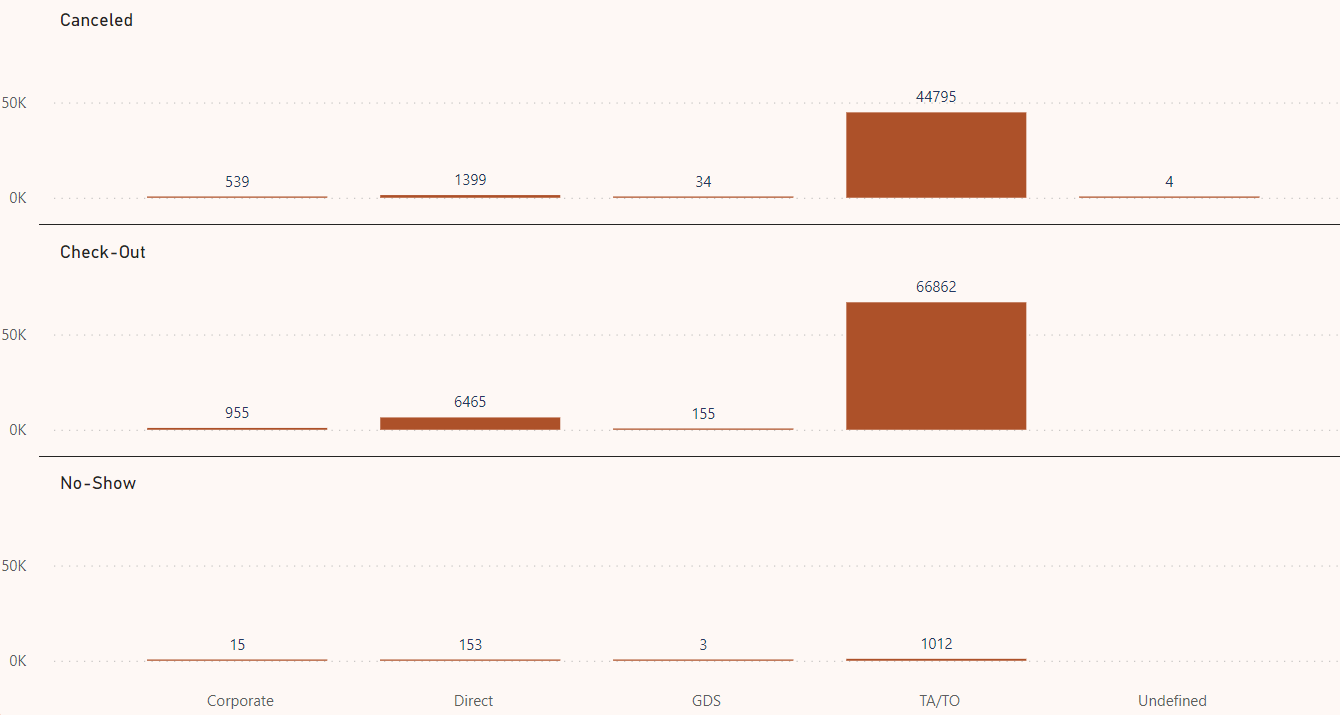 Canceled
50K
44795
539
1399
34
4
0K
Check-Out
66862
50K
955
6465
155
0K
No-Show
50K
15
153
3
1012
0K
Corporate
Direct
GDS
TA/TO
Undefined